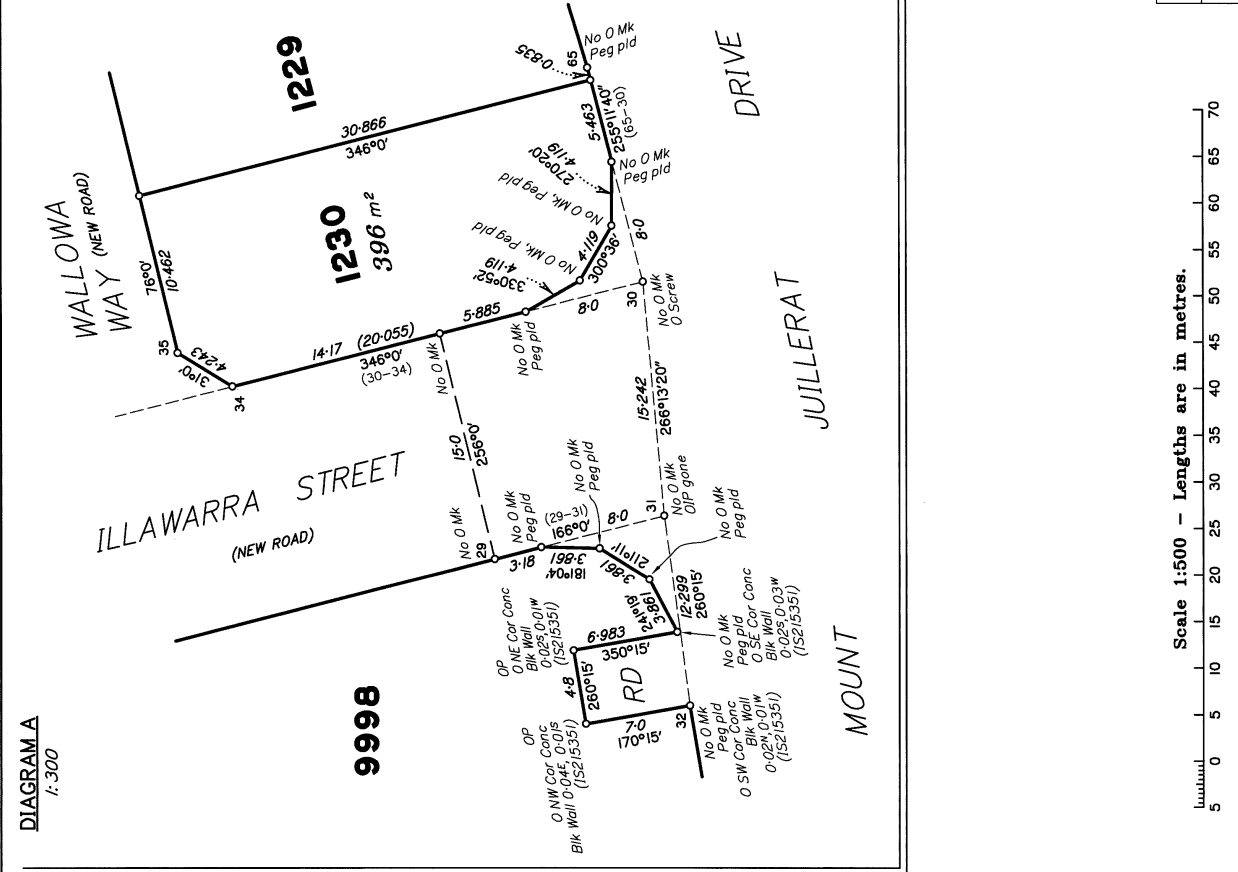 DIAGRAM A
1:300
WALLOWA
WAY (NEW ROAD)
1229
30·866
346°0'
0·835
65
No O Mk
Peg pld
DRIVE
76°0'
10·462
35
4·243
31°0'
34
1230
396 m²
5·463
255°11'40"
(65-30)
No O Mk
Peg pld
270°20'
4·119
No O Mk, Peg pld
4·119
300°36'
No O Mk, Peg pld
330°52'
4·119
8·0
8·0
30
No O Mk
O Screw
14·17 (20·055)
346°0'
(30-34)
5·885
No O Mk
Peg pld
No O Mk
15·0
256°0'
ILLAWARRA STREET
(NEW ROAD)
No O Mk
29
3·18
No O Mk
Peg pld
(29-31)
166°0'
8·0
No O Mk
Peg pld
3·861
181°04'
3·861
211°11'
3·861
241°19'
15·242
266°13'20"
31
No O Mk
OIP gone
No O Mk
Peg pld
JUILLERAT
12·299
260°15'
9998
OP
O NE Cor Conc
Blk Wall
0·02S, 0·01W
(IS215351)
6·983
350°15'
4·8
260°15'
RD
7·0
170°15'
32
OP
O NW Cor Conc
Blk Wall 0·04E, 0·01S
(IS215351)
No O Mk
Peg pld
O SE Cor Conc
Blk Wall
0·02S, 0·03W
(IS215351)
No O Mk
Peg pld
O SW Cor Conc
Blk Wall
0·02N, 0·01W
(IS215351)
MOUNT
5 0 5 10 15 20 25 30 35 40 45 50 55 60 65 70
Scale 1:500 – Lengths are in metres.